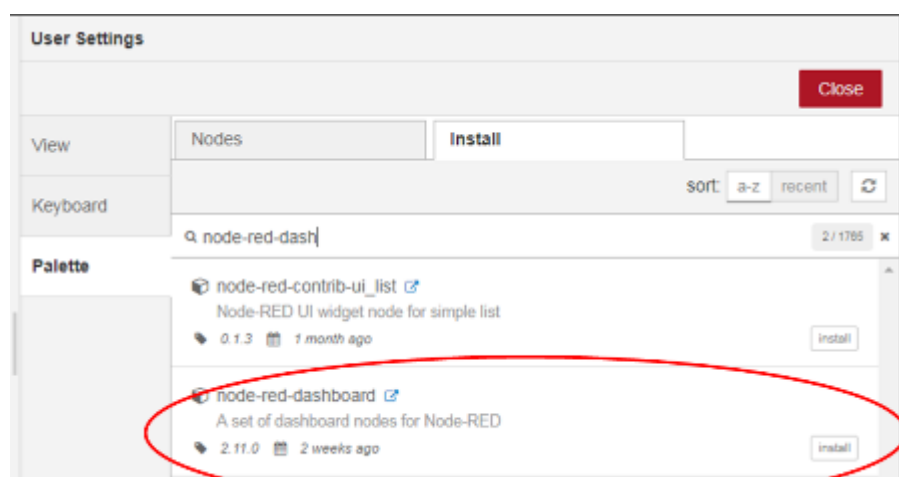 User Settings
Close
View
Nodes
Install
Keyboard
sort: a-z recent
node-red-dash
2 / 1765
Palette
node-red-contrib-ui_list
Node-RED UI widget node for simple list
0.1.3 1 month ago
install
node-red-dashboard
A set of dashboard nodes for Node-RED
2.11.0 2 weeks ago
install